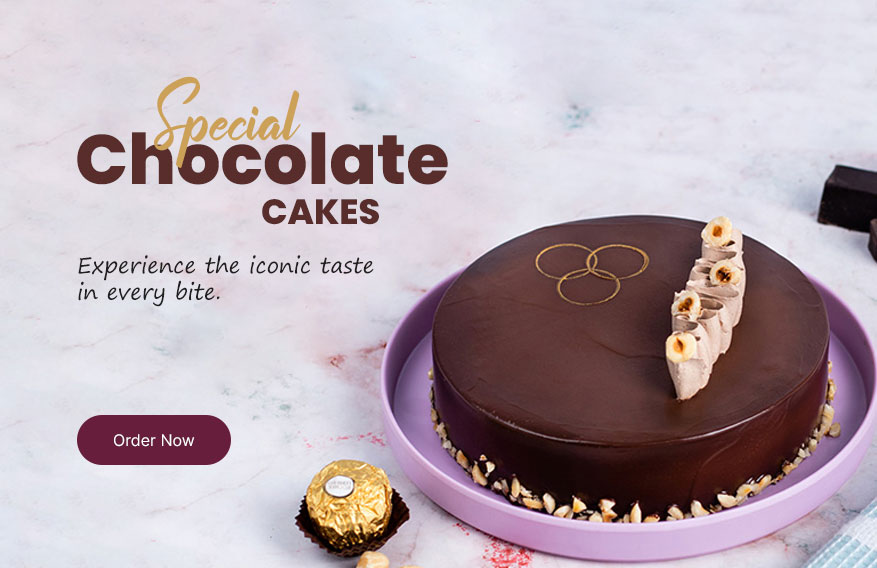 Special
Chocolate
CAKES
Experience the iconic taste
in every bite.
Order Now